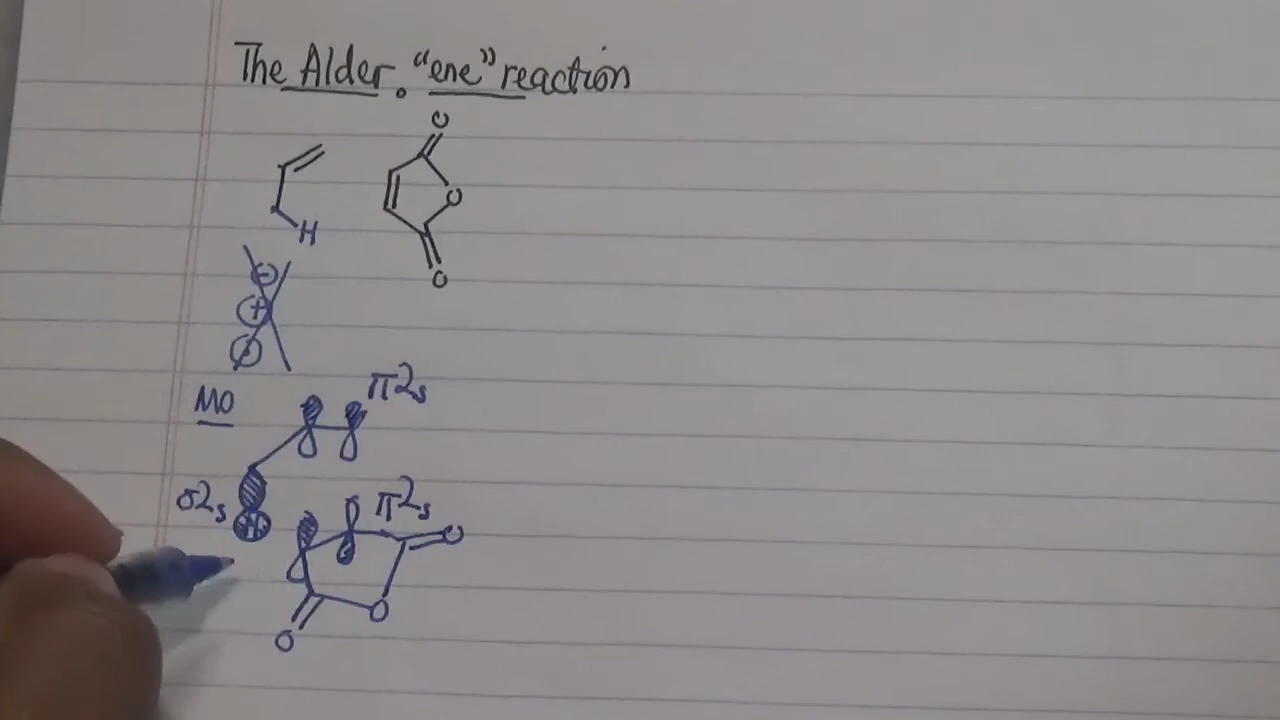 The Alder "ene" reaction
O
O
H
O
⊖
⊕
⊖
MO
π2s
σ2s
H
π2s
O
O
O